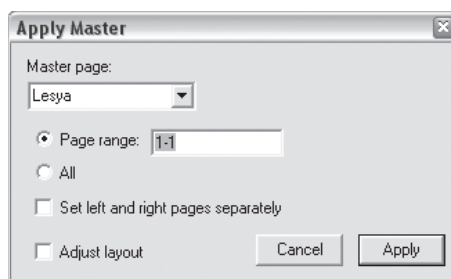 Apply Master
Master page:
Lesya
Page range: 1-1
All
Set left and right pages separately
Adjust layout Cancel Apply